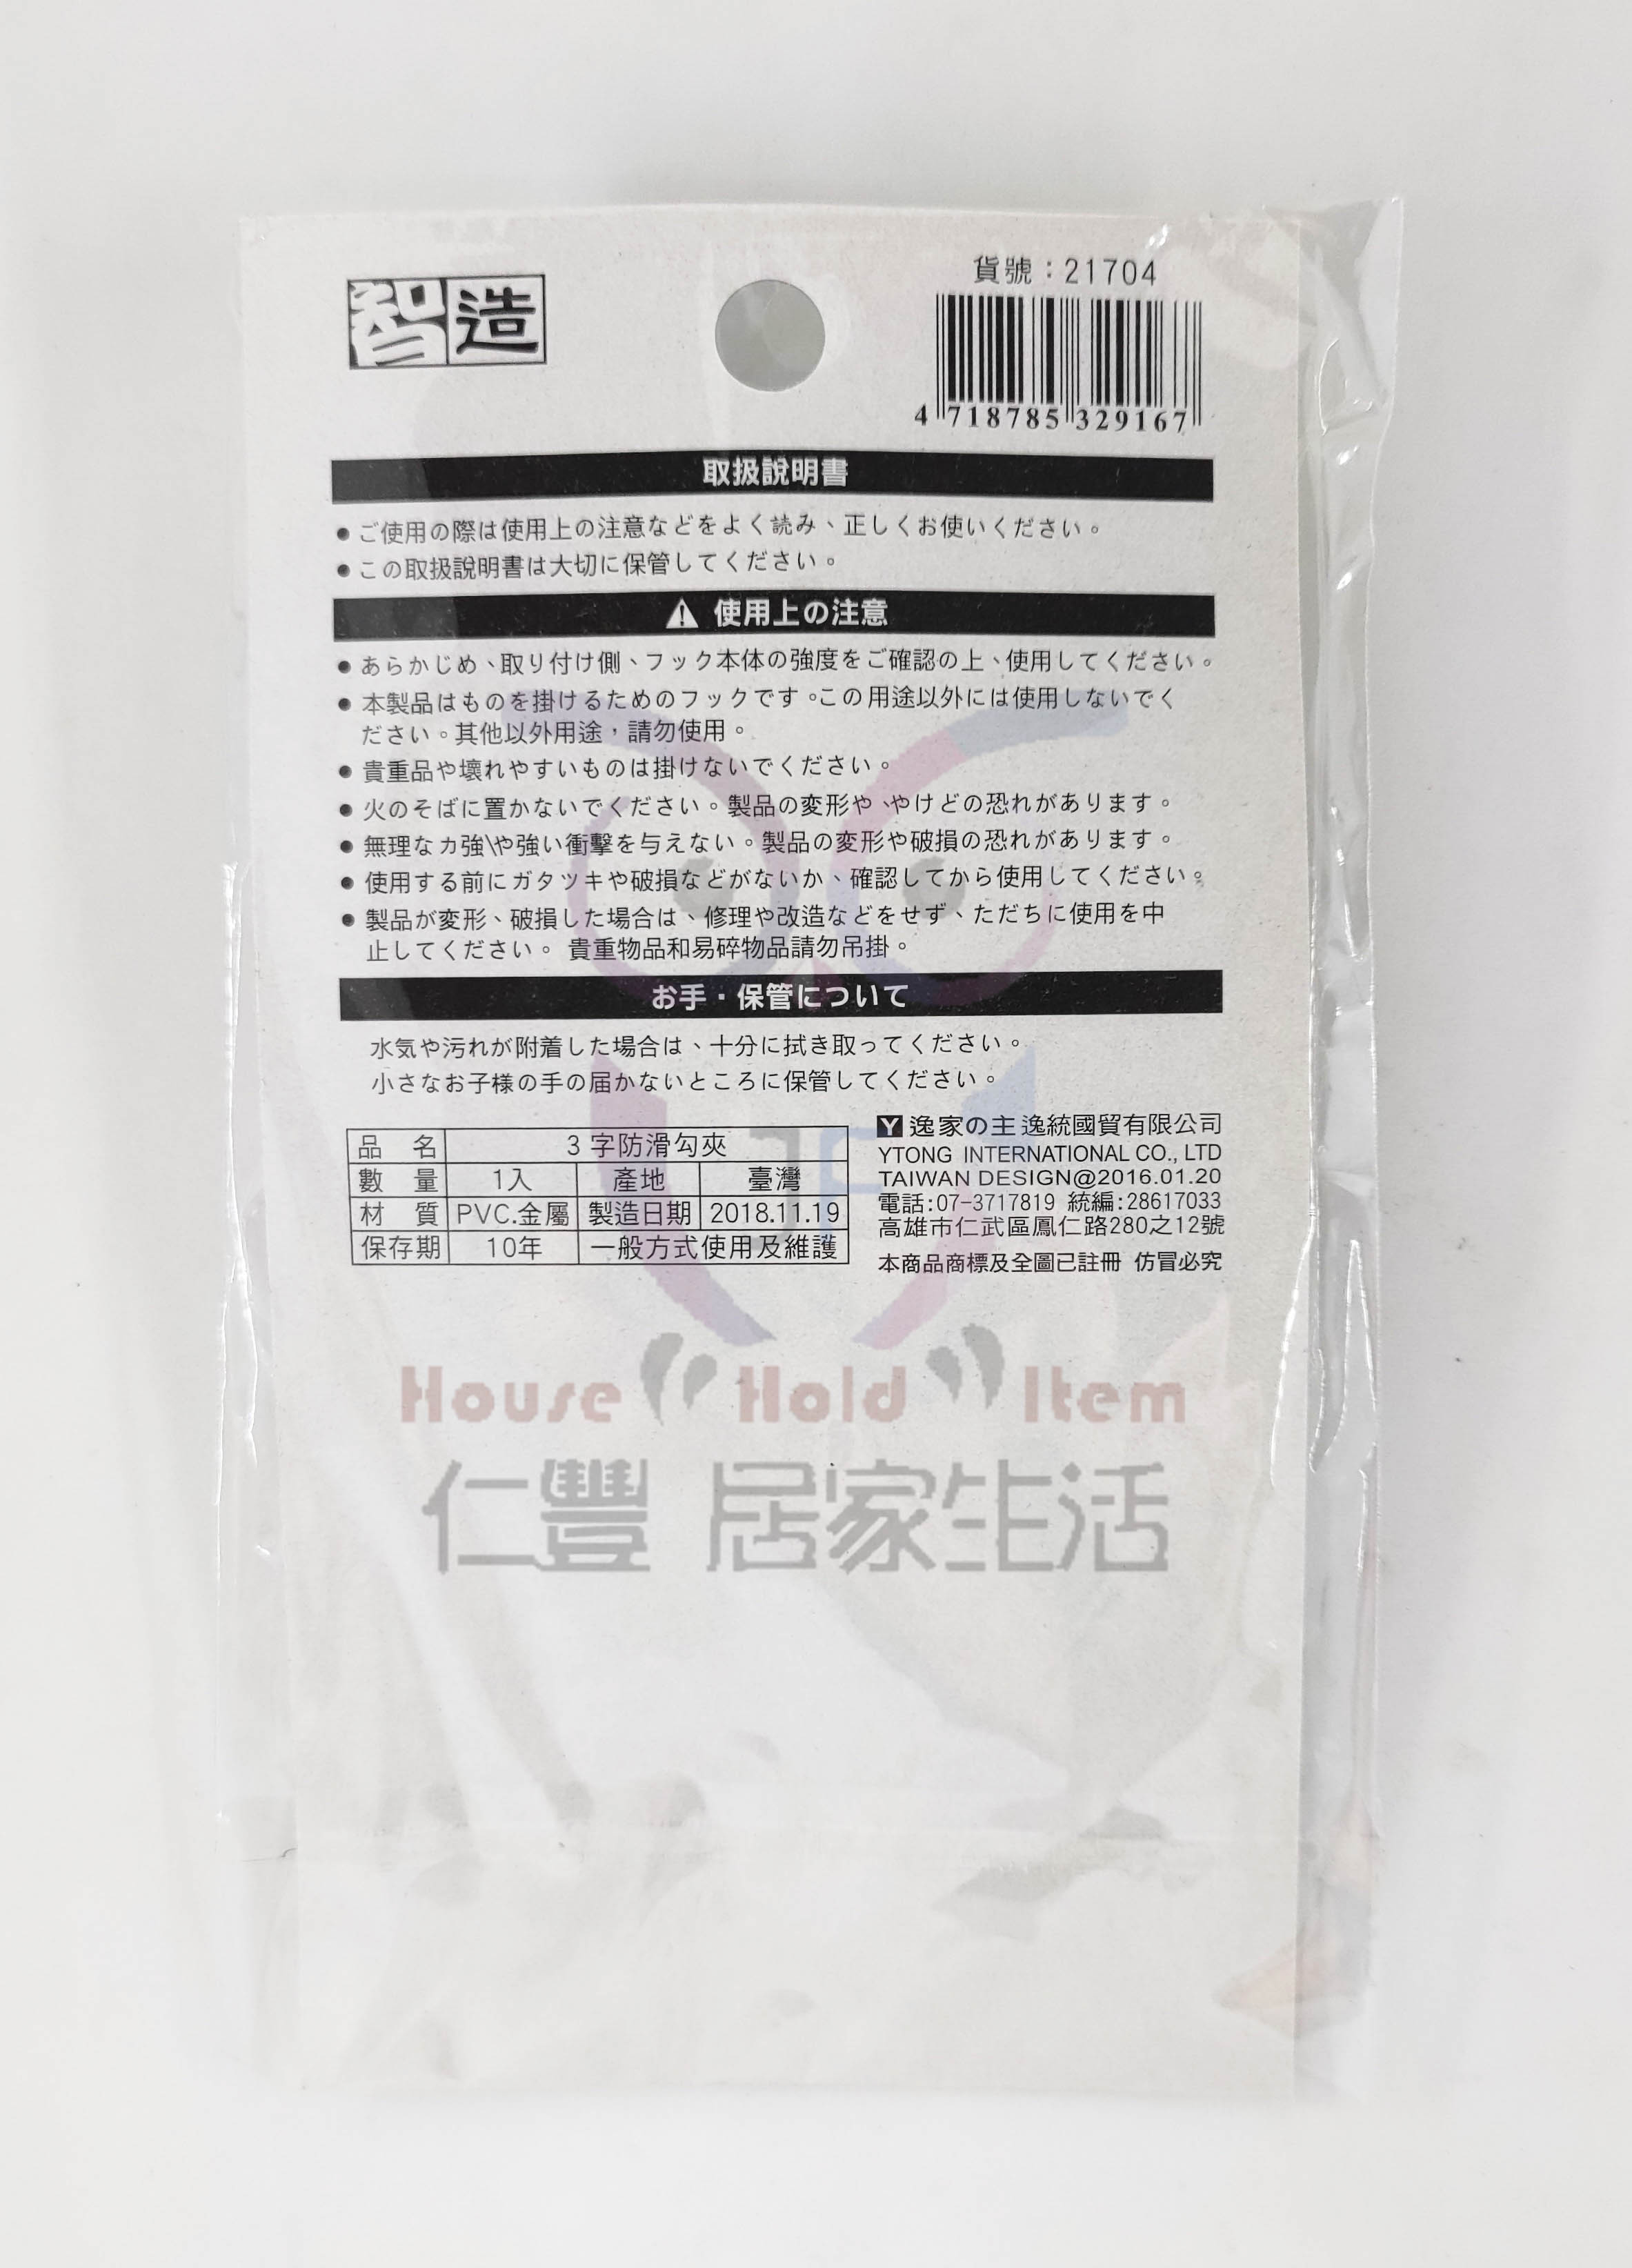 智造
貨號：21704
4 718785 329167
取扱說明書
●ご使用の際は使用上の注意などをよく読み、正しくお使いください。
●この取扱說明書は大切に保管してください。
使用上の注意
●あらかじめ、取り付け側、フック本体の強度をご確認の上、使用してください。
●本製品はものを掛けるためのフックです。この用途以外には使用しないでく
ださい。其他以外用途，請勿使用。
●貴重品や壞れやすいものは掛けないでください。
●火のそばに置かないでください。製品の変形や、やけどの恐れがあります。
●無理なカ強\や強い衝擊を与えない。製品の変形や破損の恐れがあります。
●使用する前にガタツキや破損などがないか、確認してから使用してください。
●製品が変形、破損した場合は、修理や改造などをせず、ただちに使用を中
止してください。 貴重物品和易碎物品請勿吊掛。
お手・保管について
水気や汚れが附着した場合は、十分に拭き取ってください。
小さなお子様の手の届かないところに保管してください。
品 名 3字防滑勾夾
數 量 1入 產地 臺灣
材 質 PVC.金屬 製造日期 2018.11.19
保存期 10年 一般方式使用及維護
Y 逸家の主 逸統國貿有限公司
YTONG INTERNATIONAL CO., LTD
TAIWAN DESIGN@2016.01.20
電話:07-3717819 統編:28617033
高雄市仁武區鳳仁路280之12號
本商品商標及全圖已註冊 仿冒必究
House Hold Item
仁豐 居家生活